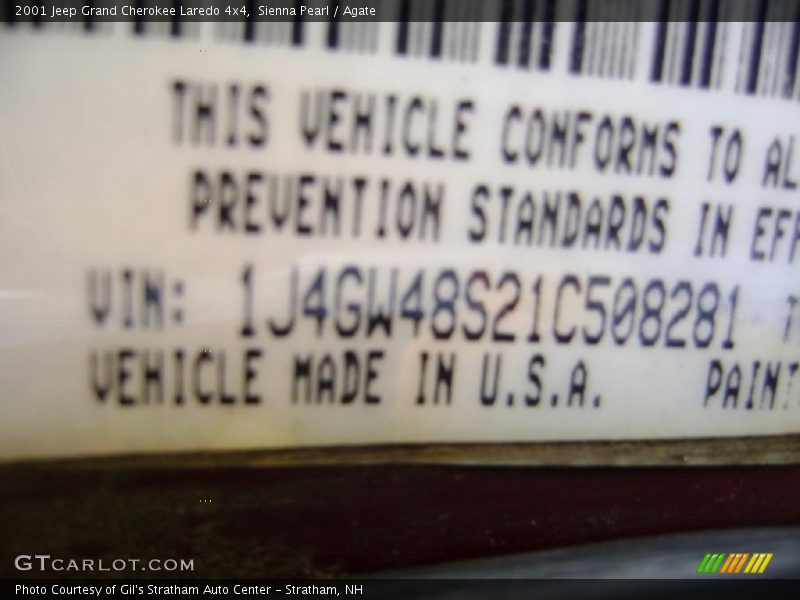 2001 Jeep Grand Cherokee Laredo 4x4, Sienna Pearl / Agate
THIS VEHICLE CONFORMS TO AL
PREVENTION STANDARDS IN EFF
VIN: 1J4GW48S21C508281 T
VEHICLE MADE IN U.S.A. PAINT
GTCARLOT.COM
Photo Courtesy of Gil's Stratham Auto Center - Stratham, NH